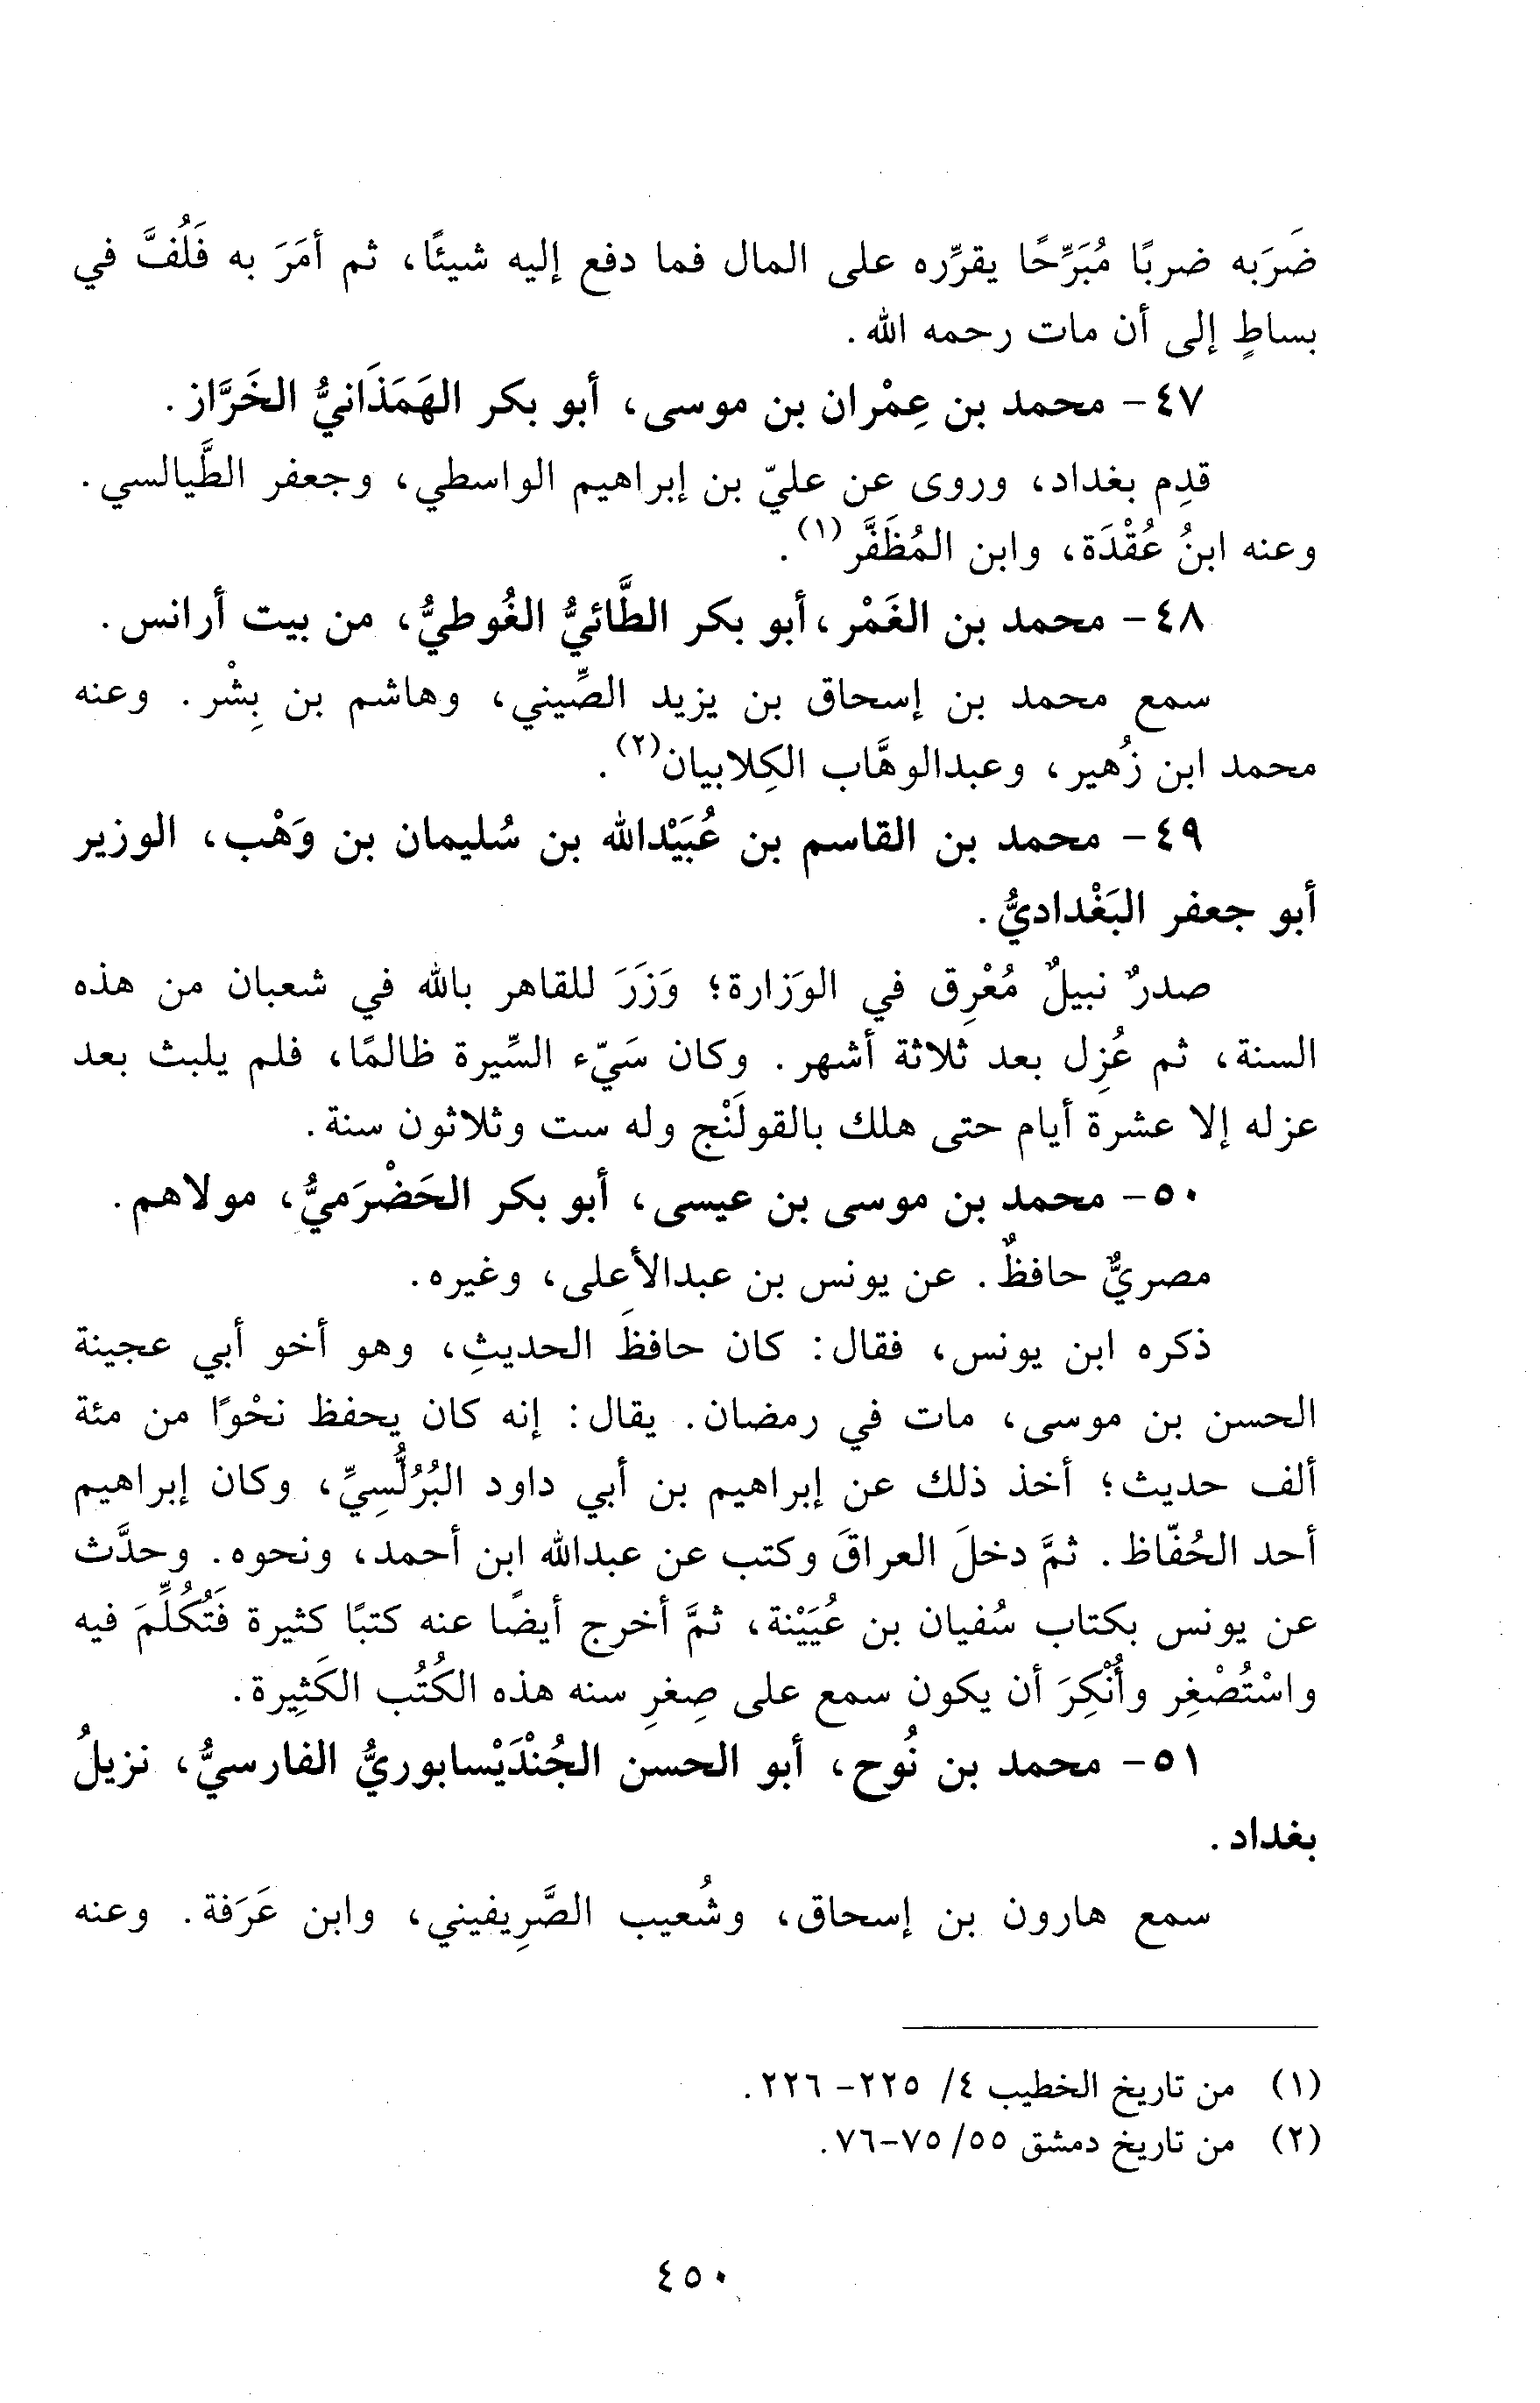 ضَرَبه ضربًا مُبَرِّحًا يقرِّره على المال فما دفع إليه شيئًا، ثم أمَرَ به فَلُفَّ في
بساطٍ إلى أن مات رحمه الله.
٤٧ – محمد بن عِمْران بن موسى، أبو بكر الهَمَذَانيُّ الخَرَّاز.
قدِم بغداد، وروى عن عليّ بن إبراهيم الواسطي، وجعفر الطَّيالسي.
وعنه ابنُ عُقْدَة، وابن المُظَفَّر(١).
٤٨ – محمد بن الغَمْر، أبو بكر الطَّائيُّ الغُوطيُّ، من بيت أرانس.
سمع محمد بن إسحاق بن يزيد الصِّيني، وهاشم بن بِشْر. وعنه
محمد ابن زُهير، وعبدالوهَّاب الكِلابيان(٢).
٤٩ – محمد بن القاسم بن عُبَيْدالله بن سُليمان بن وَهْب، الوزير
أبو جعفر البَغْداديُّ.
صدرٌ نبيلٌ مُعْرِق في الوَزارة؛ وَزَرَ للقاهر بالله في شعبان من هذه
السنة، ثم عُزِل بعد ثلاثة أشهر. وكان سَيّء السِّيرة ظالمًا، فلم يلبث بعد
عزله إلا عشرة أيام حتى هلك بالقولَنْج وله ست وثلاثون سنة.
٥٠ – محمد بن موسى بن عيسى، أبو بكر الحَضْرَميُّ، مولاهم.
مصريٌّ حافظٌ. عن يونس بن عبدالأعلى، وغيره.
ذكره ابن يونس، فقال: كان حافظَ الحديثِ، وهو أخو أبي عجينة
الحسن بن موسى، مات في رمضان. يقال: إنه كان يحفظ نحْوًا من مئة
ألف حديث؛ أخذ ذلك عن إبراهيم بن أبي داود البُرُلُّسِيِّ، وكان إبراهيم
أحد الحُفّاظ. ثمَّ دخلَ العراقَ وكتب عن عبدالله ابن أحمد، ونحوه. وحدَّث
عن يونس بكتاب سُفيان بن عُيَيْنة، ثمَّ أخرج أيضًا عنه كتبًا كثيرة فَتُكُلِّمَ فيه
واسْتُصْغِر وأُنْكِرَ أن يكون سمع على صِغرِ سنه هذه الكُتُب الكَثِيرة.
٥١ – محمد بن نُوح، أبو الحسن الجُنْدَيْسابوريُّ الفارسيُّ، نزيلُ
بغداد.
سمع هارون بن إسحاق، وشُعيب الصَّرِيفيني، وابن عَرَفة. وعنه
(١) من تاريخ الخطيب ٤/ ٢٢٥ – ٢٢٦.
(٢) من تاريخ دمشق ٥٥/ ٧٥–٧٦.
٤٥٠